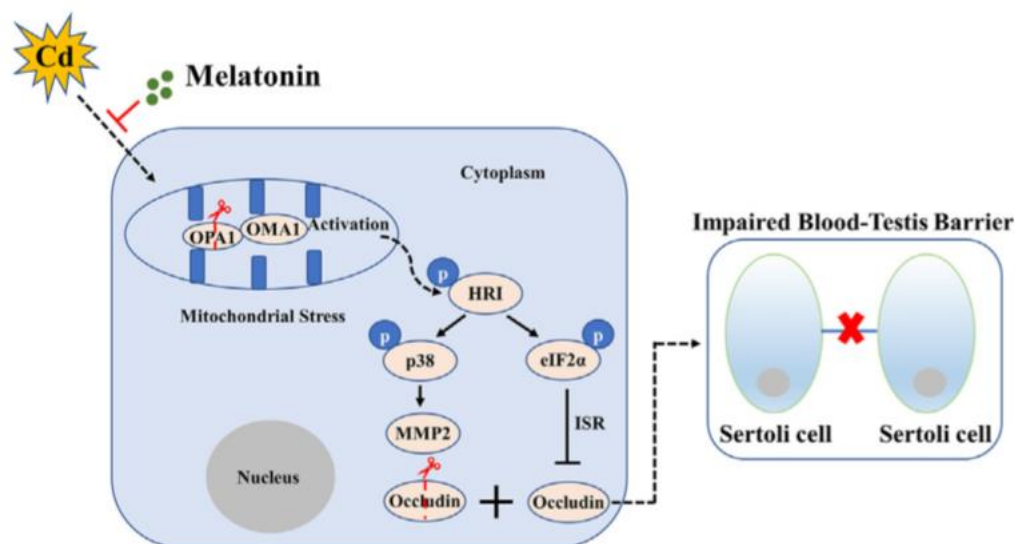 Cd
Melatonin
Cytoplasm
OPA1
OMA1
Activation
Mitochondrial Stress
p
HRI
p
p38
p
eIF2α
MMP2
ISR
Nucleus
Occludin
+
Occludin
Impaired Blood-Testis Barrier
Sertoli cell
Sertoli cell